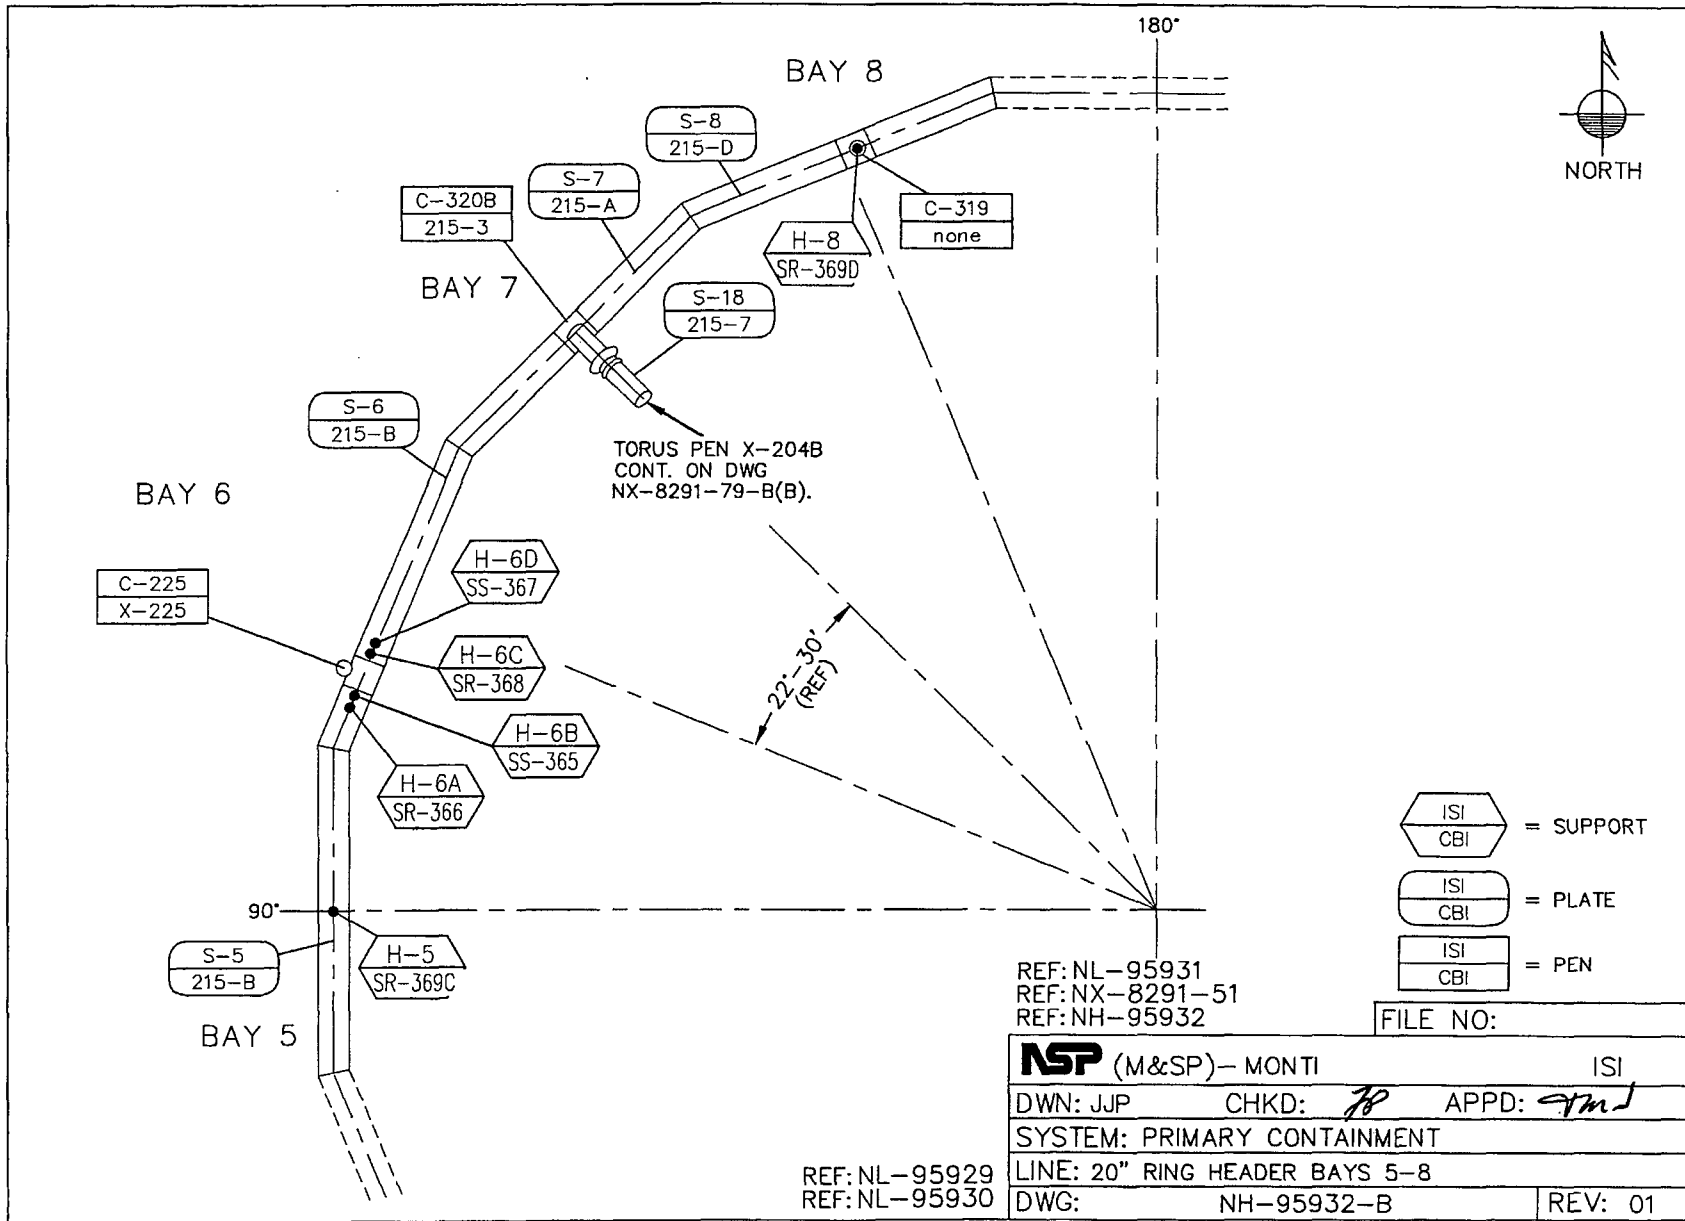 180°
BAY 8
S-8
215-D
S-7
215-A
C-320B
215-3
BAY 7
C-319
none
H-8
SR-369D
S-18
215-7
NORTH
S-6
215-B
TORUS PEN X-204B
CONT. ON DWG
NX-8291-79-B(B).
BAY 6
H-6D
SS-367
C-225
X-225
H-6C
SR-368
22°-30'
(REF)
H-6B
SS-365
H-6A
SR-366
90°
S-5
215-B
H-5
SR-369C
BAY 5
ISI
CBI
= SUPPORT
ISI
CBI
= PLATE
ISI
CBI
= PEN
REF: NL-95931
REF: NX-8291-51
REF: NH-95932
FILE NO:
NSP (M&SP)- MONTI ISI
DWN: JJP CHKD: APPD:
SYSTEM: PRIMARY CONTAINMENT
LINE: 20" RING HEADER BAYS 5-8
REF: NL-95929
REF: NL-95930
DWG: NH-95932-B REV: 01